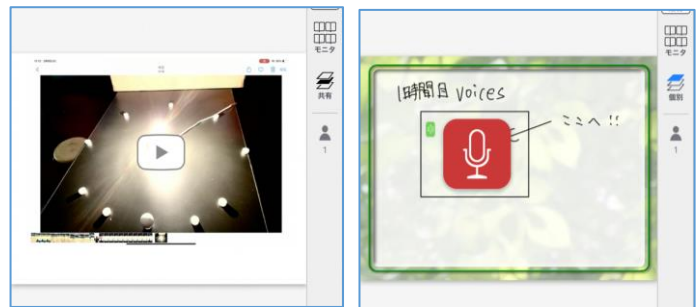 モニタ
共有
1
1時間目 voices
ここへ!!
モニタ
個別
1